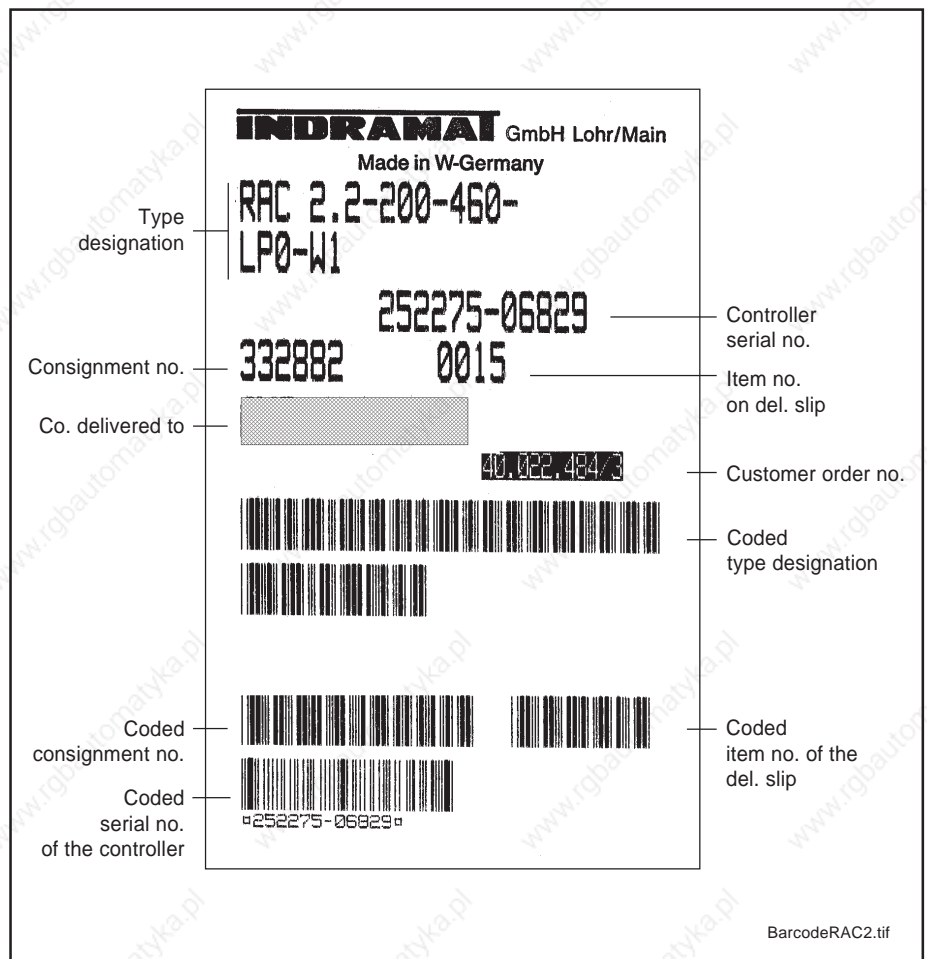 INDRAMAT GmbH Lohr/Main
Made in W-Germany
Type
designation
RAC 2.2-200-460-
LP0-W1
252275-06829
Controller
serial no.
Consignment no.
332882 0015
Item no.
on del. slip
Co. delivered to
40.022.484/3
Customer order no.
Coded
type designation
Coded
consignment no.
Coded
item no. of the
del. slip
Coded
serial no.
of the controller
¤252275-06829¤
BarcodeRAC2.tif
www.rgbautomatyka.pl